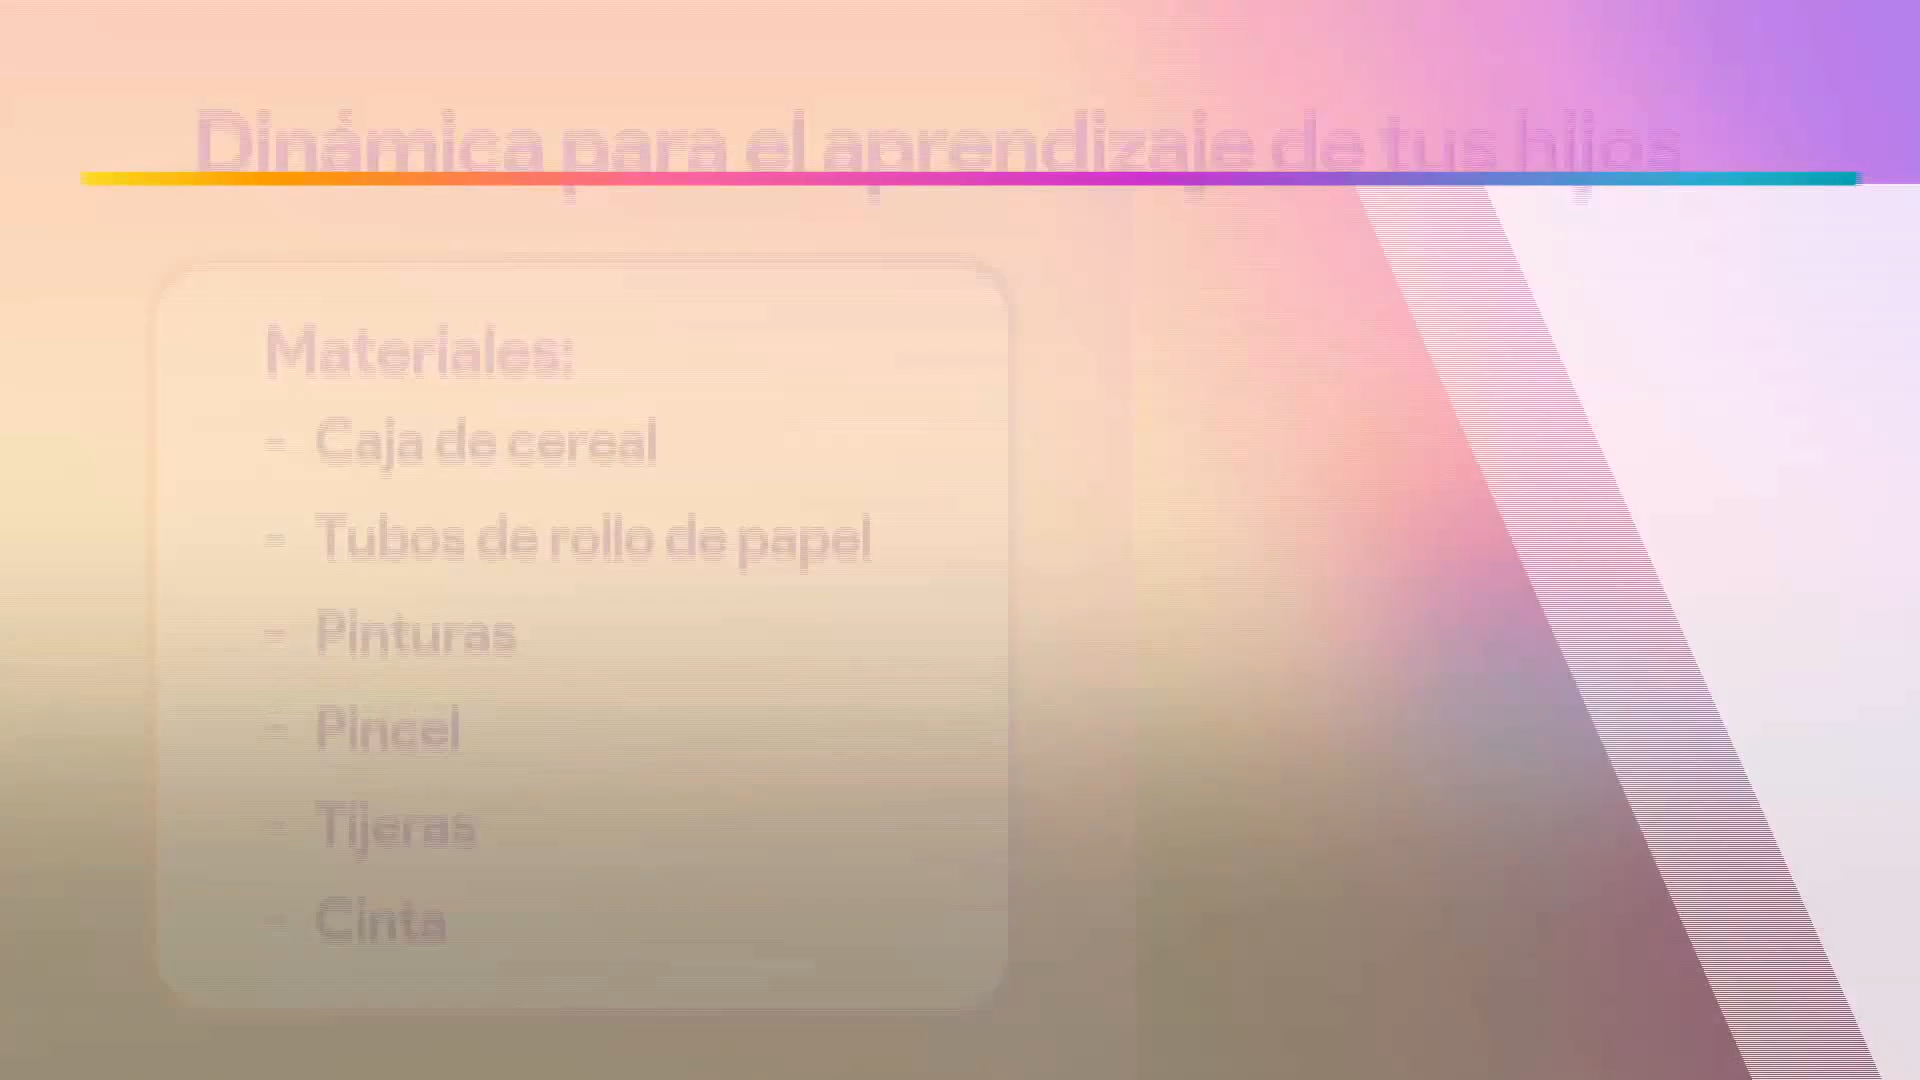 Dinámica para el aprendizaje de tus hijos
Materiales:
- Caja de cereal
- Tubos de rollo de papel
- Pinturas
- Pincel
- Tijeras
- Cinta